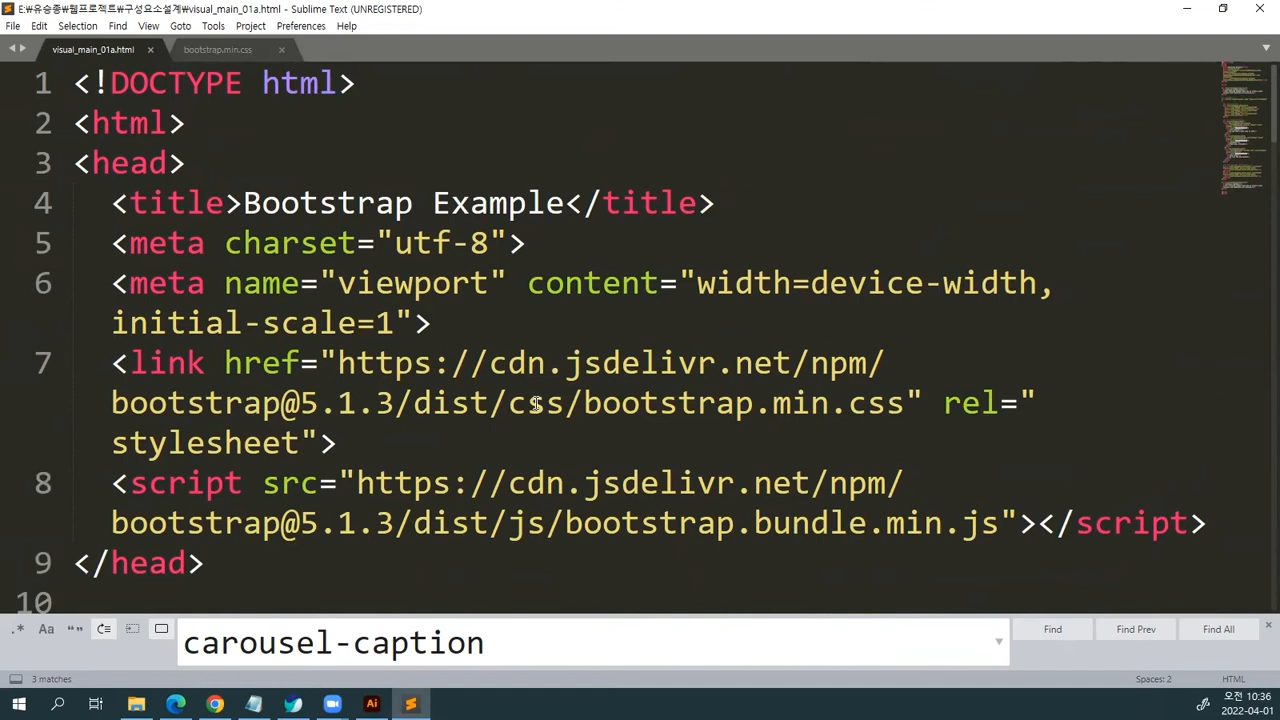 E:₩유승종₩웹프로젝트₩구성요소설계₩visual_main_01a.html - Sublime Text (UNREGISTERED)
File Edit Selection Find View Goto Tools Project Preferences Help
visual_main_01a.html × bootstrap.min.css ×
1 <!DOCTYPE html>
2 <html>
3 <head>
4 <title>Bootstrap Example</title>
5 <meta charset="utf-8">
6 <meta name="viewport" content="width=device-width,
initial-scale=1">
7 <link href="https://cdn.jsdelivr.net/npm/
bootstrap@5.1.3/dist/css/bootstrap.min.css" rel="
stylesheet">
8 <script src="https://cdn.jsdelivr.net/npm/
bootstrap@5.1.3/dist/js/bootstrap.bundle.min.js"></script>
9 </head>
10
.* Aa “” carousel-caption Find Find Prev Find All ×
3 matches Spaces: 2 HTML
Ai
오전 10:36
2022-04-01